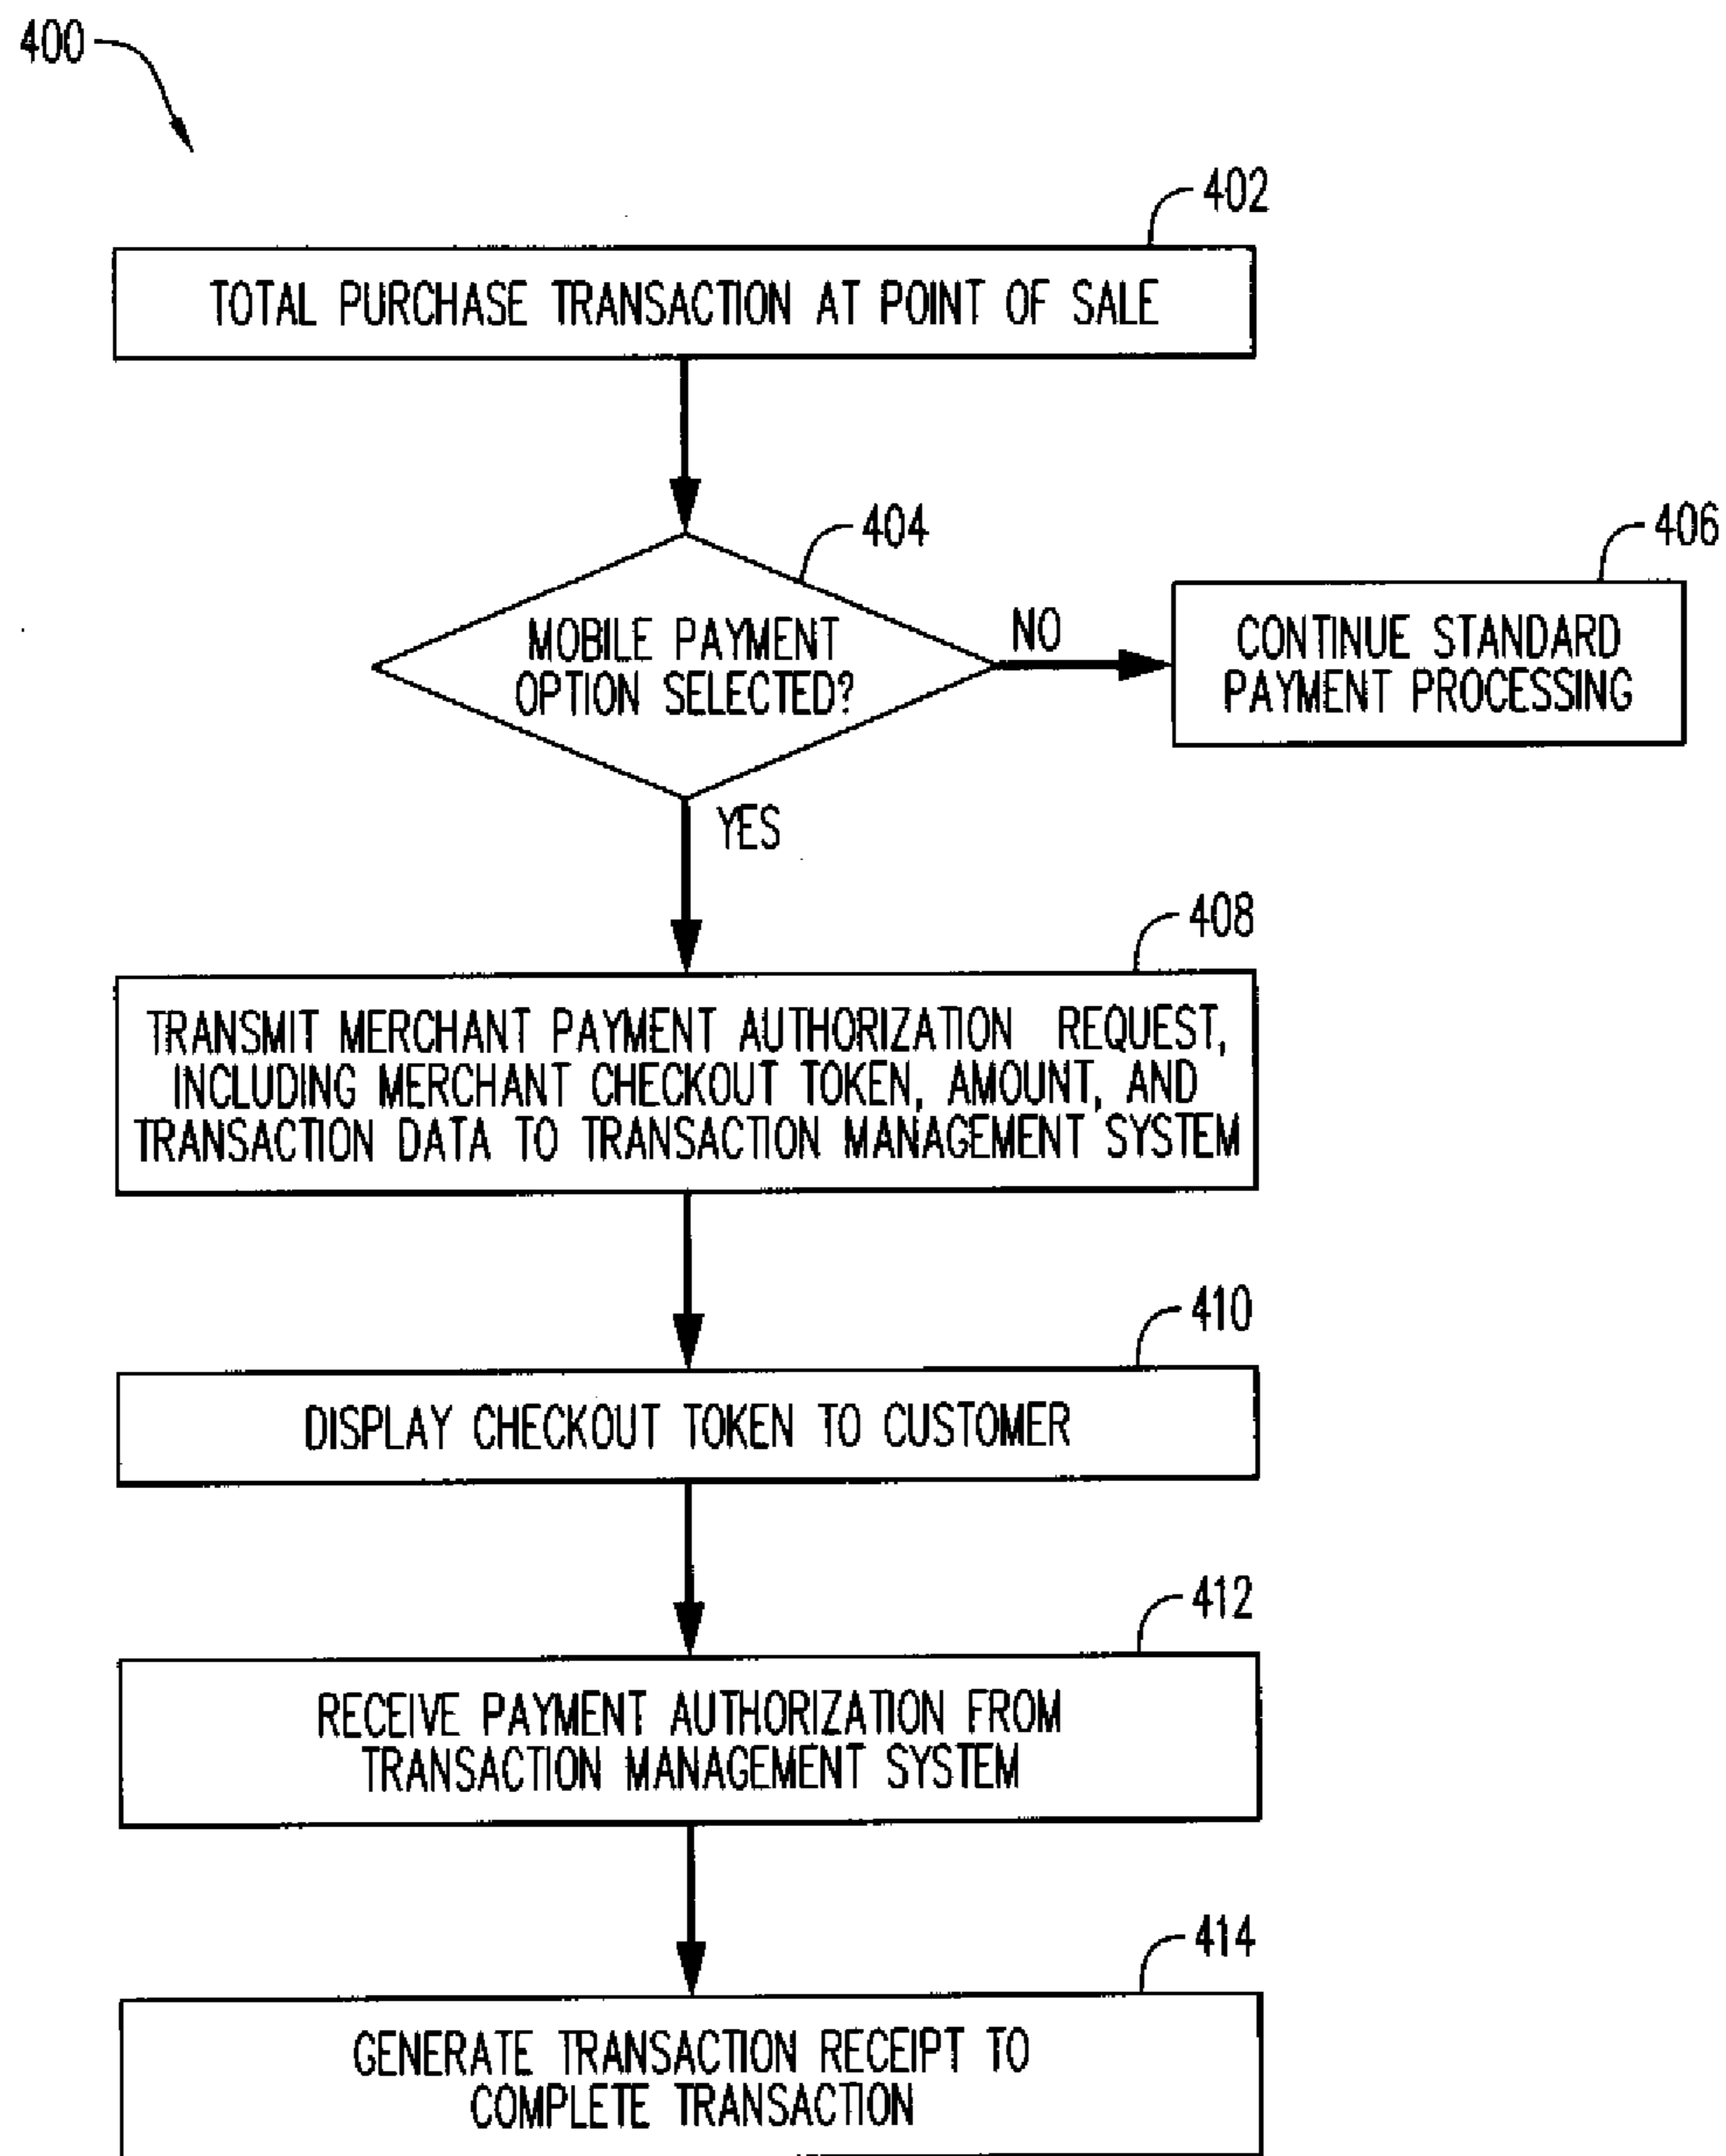 400
402
TOTAL PURCHASE TRANSACTION AT POINT OF SALE
404
MOBILE PAYMENT
OPTION SELECTED?
NO
406
CONTINUE STANDARD
PAYMENT PROCESSING
YES
408
TRANSMIT MERCHANT PAYMENT AUTHORIZATION REQUEST,
INCLUDING MERCHANT CHECKOUT TOKEN, AMOUNT, AND
TRANSACTION DATA TO TRANSACTION MANAGEMENT SYSTEM
410
DISPLAY CHECKOUT TOKEN TO CUSTOMER
412
RECEIVE PAYMENT AUTHORIZATION FROM
TRANSACTION MANAGEMENT SYSTEM
414
GENERATE TRANSACTION RECEIPT TO
COMPLETE TRANSACTION